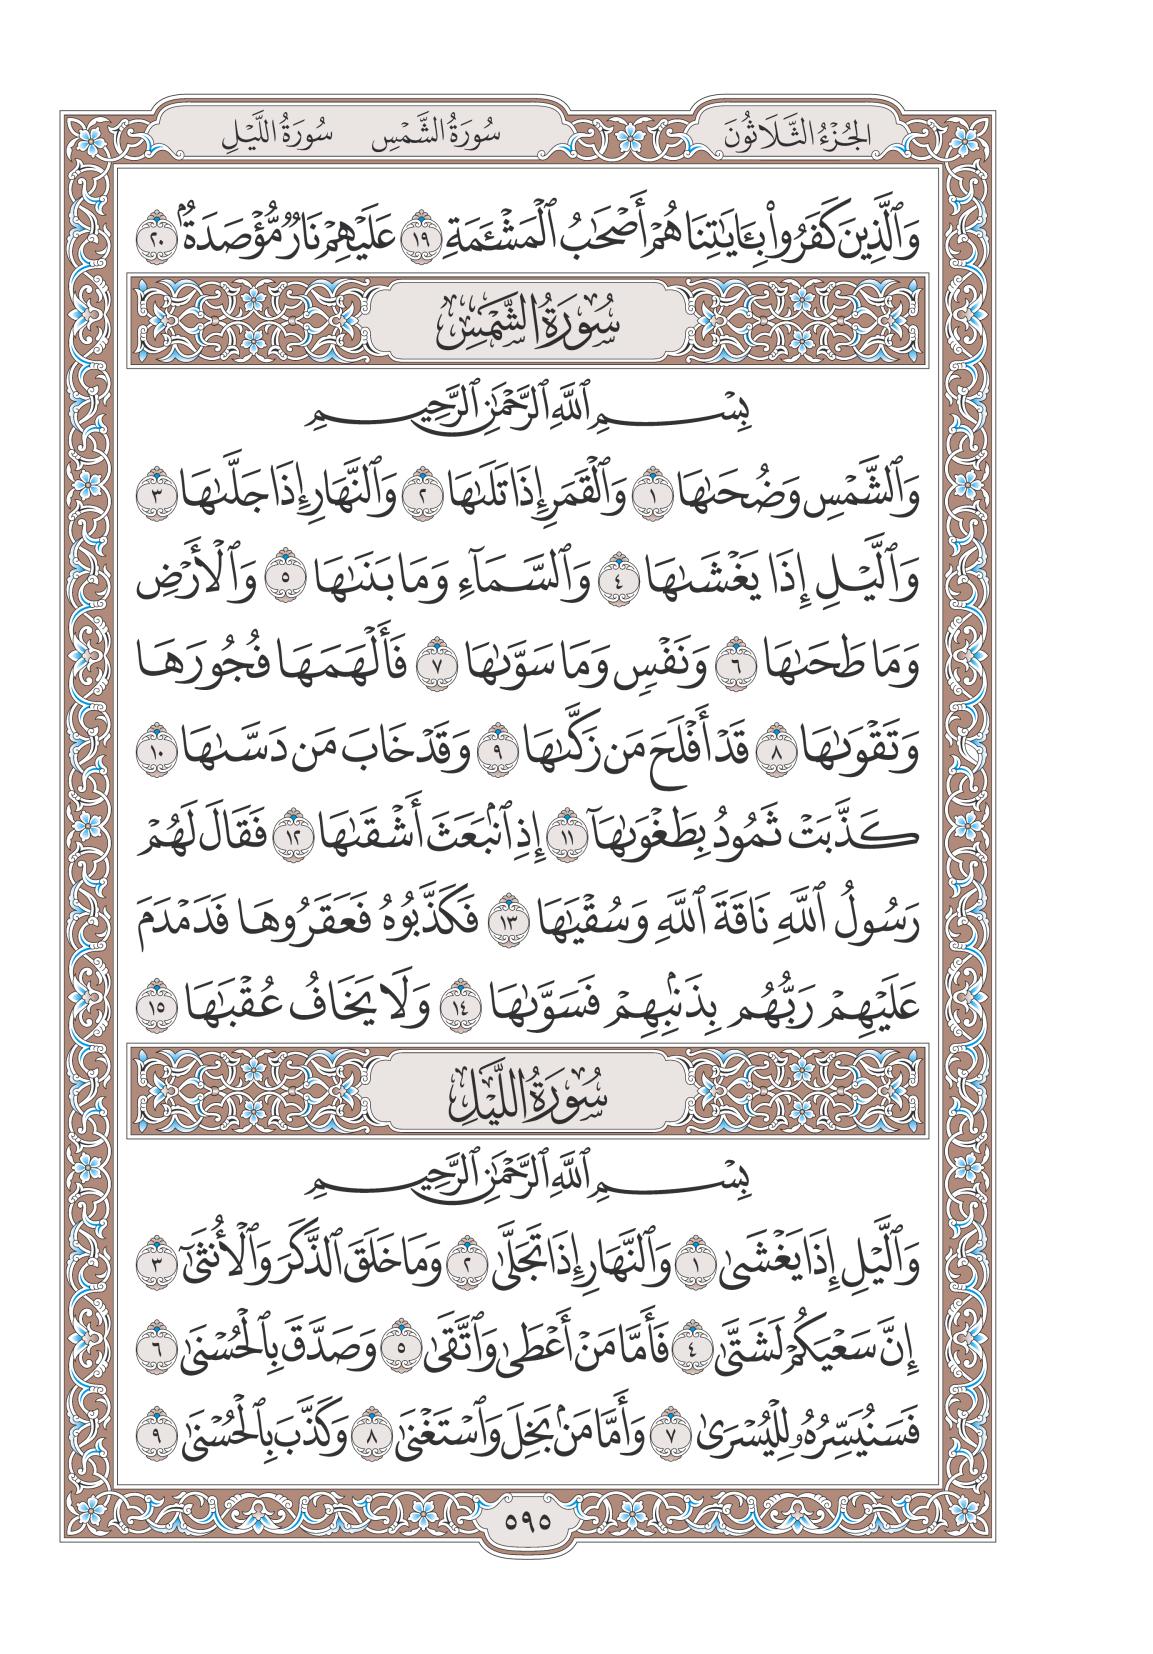 الجُزْءُ الثَّلَاثُونَ سُورَةُ الشَّمْسِ سُورَةُ اللَّيْلِ
وَٱلَّذِينَ كَفَرُوا۟ بِـَٔايَـٰتِنَا هُمْ أَصْحَـٰبُ ٱلْمَشْـَٔمَةِ ١٩ عَلَيْهِمْ نَارٌ مُّؤْصَدَةٌۢ ٢٠
سُورَةُ الشَّمْسِ
بِسْمِ ٱللَّهِ ٱلرَّحْمَـٰنِ ٱلرَّحِيمِ
وَٱلشَّمْسِ وَضُحَىٰهَا ١ وَٱلْقَمَرِ إِذَا تَلَىٰهَا ٢ وَٱلنَّهَارِ إِذَا جَلَّىٰهَا ٣
وَٱلَّيْلِ إِذَا يَغْشَىٰهَا ٤ وَٱلسَّمَآءِ وَمَا بَنَىٰهَا ٥ وَٱلْأَرْضِ
وَمَا طَحَىٰهَا ٦ وَنَفْسٍ وَمَا سَوَّىٰهَا ٧ فَأَلْهَمَهَا فُجُورَهَا
وَتَقْوَىٰهَا ٨ قَدْ أَفْلَحَ مَن زَكَّىٰهَا ٩ وَقَدْ خَابَ مَن دَسَّىٰهَا ١٠
كَذَّبَتْ ثَمُودُ بِطَغْوَىٰهَآ ١١ إِذِ ٱنۢبَعَثَ أَشْقَىٰهَا ١٢ فَقَالَ لَهُمْ
رَسُولُ ٱللَّهِ نَاقَةَ ٱللَّهِ وَسُقْيَـٰهَا ١٣ فَكَذَّبُوهُ فَعَقَرُوهَا فَدَمْدَمَ
عَلَيْهِمْ رَبُّهُم بِذَنۢبِهِمْ فَسَوَّىٰهَا ١٤ وَلَا يَخَافُ عُقْبَـٰهَا ١٥
سُورَةُ اللَّيْلِ
بِسْمِ ٱللَّهِ ٱلرَّحْمَـٰنِ ٱلرَّحِيمِ
وَٱلَّيْلِ إِذَا يَغْشَىٰ ١ وَٱلنَّهَارِ إِذَا تَجَلَّىٰ ٢ وَمَا خَلَقَ ٱلذَّكَرَ وَٱلْأُنثَىٰٓ ٣
إِنَّ سَعْيَكُمْ لَشَتَّىٰ ٤ فَأَمَّا مَنْ أَعْطَىٰ وَٱتَّقَىٰ ٥ وَصَدَّقَ بِٱلْحُسْنَىٰ ٦
فَسَنُيَسِّرُهُۥ لِلْيُسْرَىٰ ٧ وَأَمَّا مَنۢ بَخِلَ وَٱسْتَغْنَىٰ ٨ وَكَذَّبَ بِٱلْحُسْنَىٰ ٩
٥٩٥